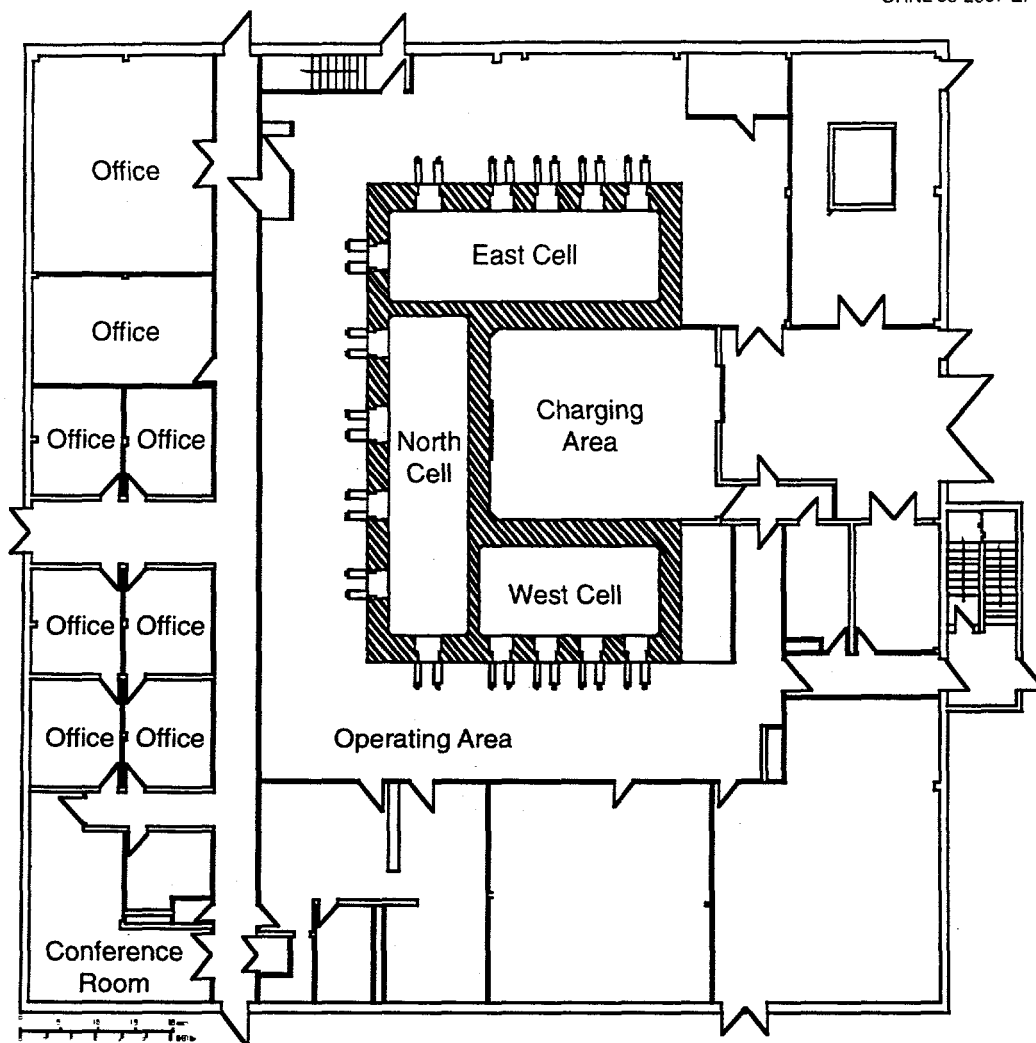 Office
East Cell
Office
Office
Office
North
Cell
Charging
Area
Office
Office
West Cell
Office
Office
Operating Area
Conference
Room